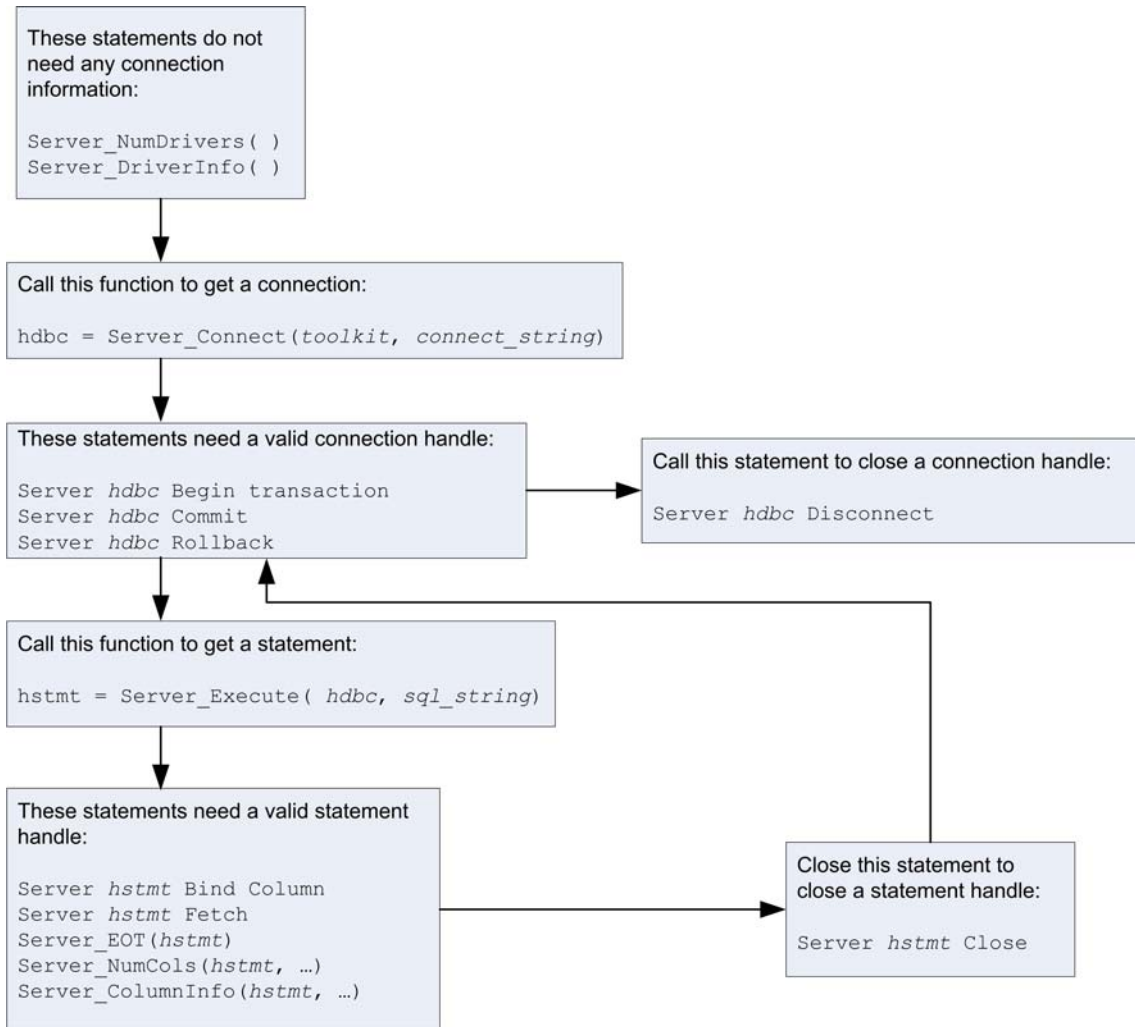 These statements do not
need any connection
information:
Server_NumDrivers( )
Server_DriverInfo( )
Call this function to get a connection:
hdbc = Server_Connect(toolkit, connect_string)
These statements need a valid connection handle:
Server hdbc Begin transaction
Server hdbc Commit
Server hdbc Rollback
Call this statement to close a connection handle:
Server hdbc Disconnect
Call this function to get a statement:
hstmt = Server_Execute( hdbc, sql_string)
These statements need a valid statement
handle:
Server hstmt Bind Column
Server hstmt Fetch
Server_EOT(hstmt)
Server_NumCols(hstmt, …)
Server_ColumnInfo(hstmt, …)
Close this statement to
close a statement handle:
Server hstmt Close